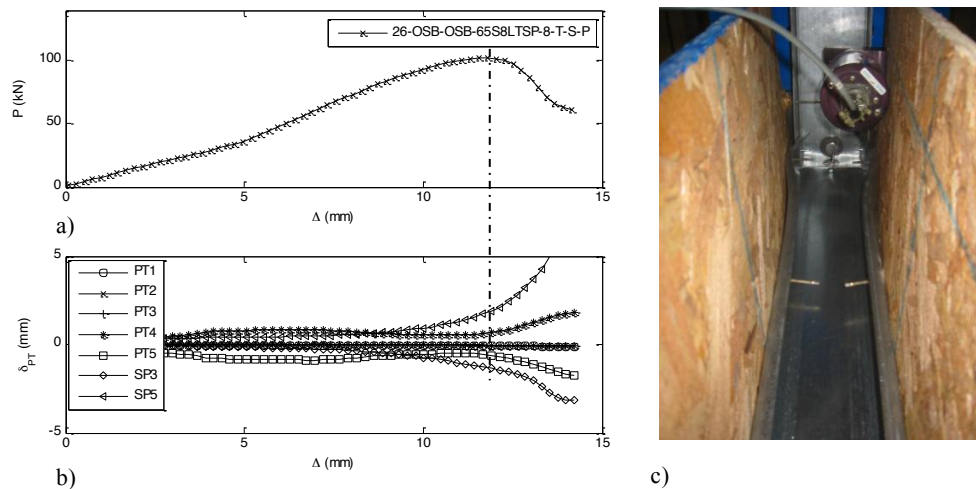 26-OSB-OSB-65S8LTSP-8-T-S-P
100
50
0
P (kN)
0 5 10 15
Δ (mm)
a)
PT1
PT2
PT3
PT4
PT5
SP3
SP5
5
0
-5
δPT (mm)
0 5 10 15
Δ (mm)
b)
c)